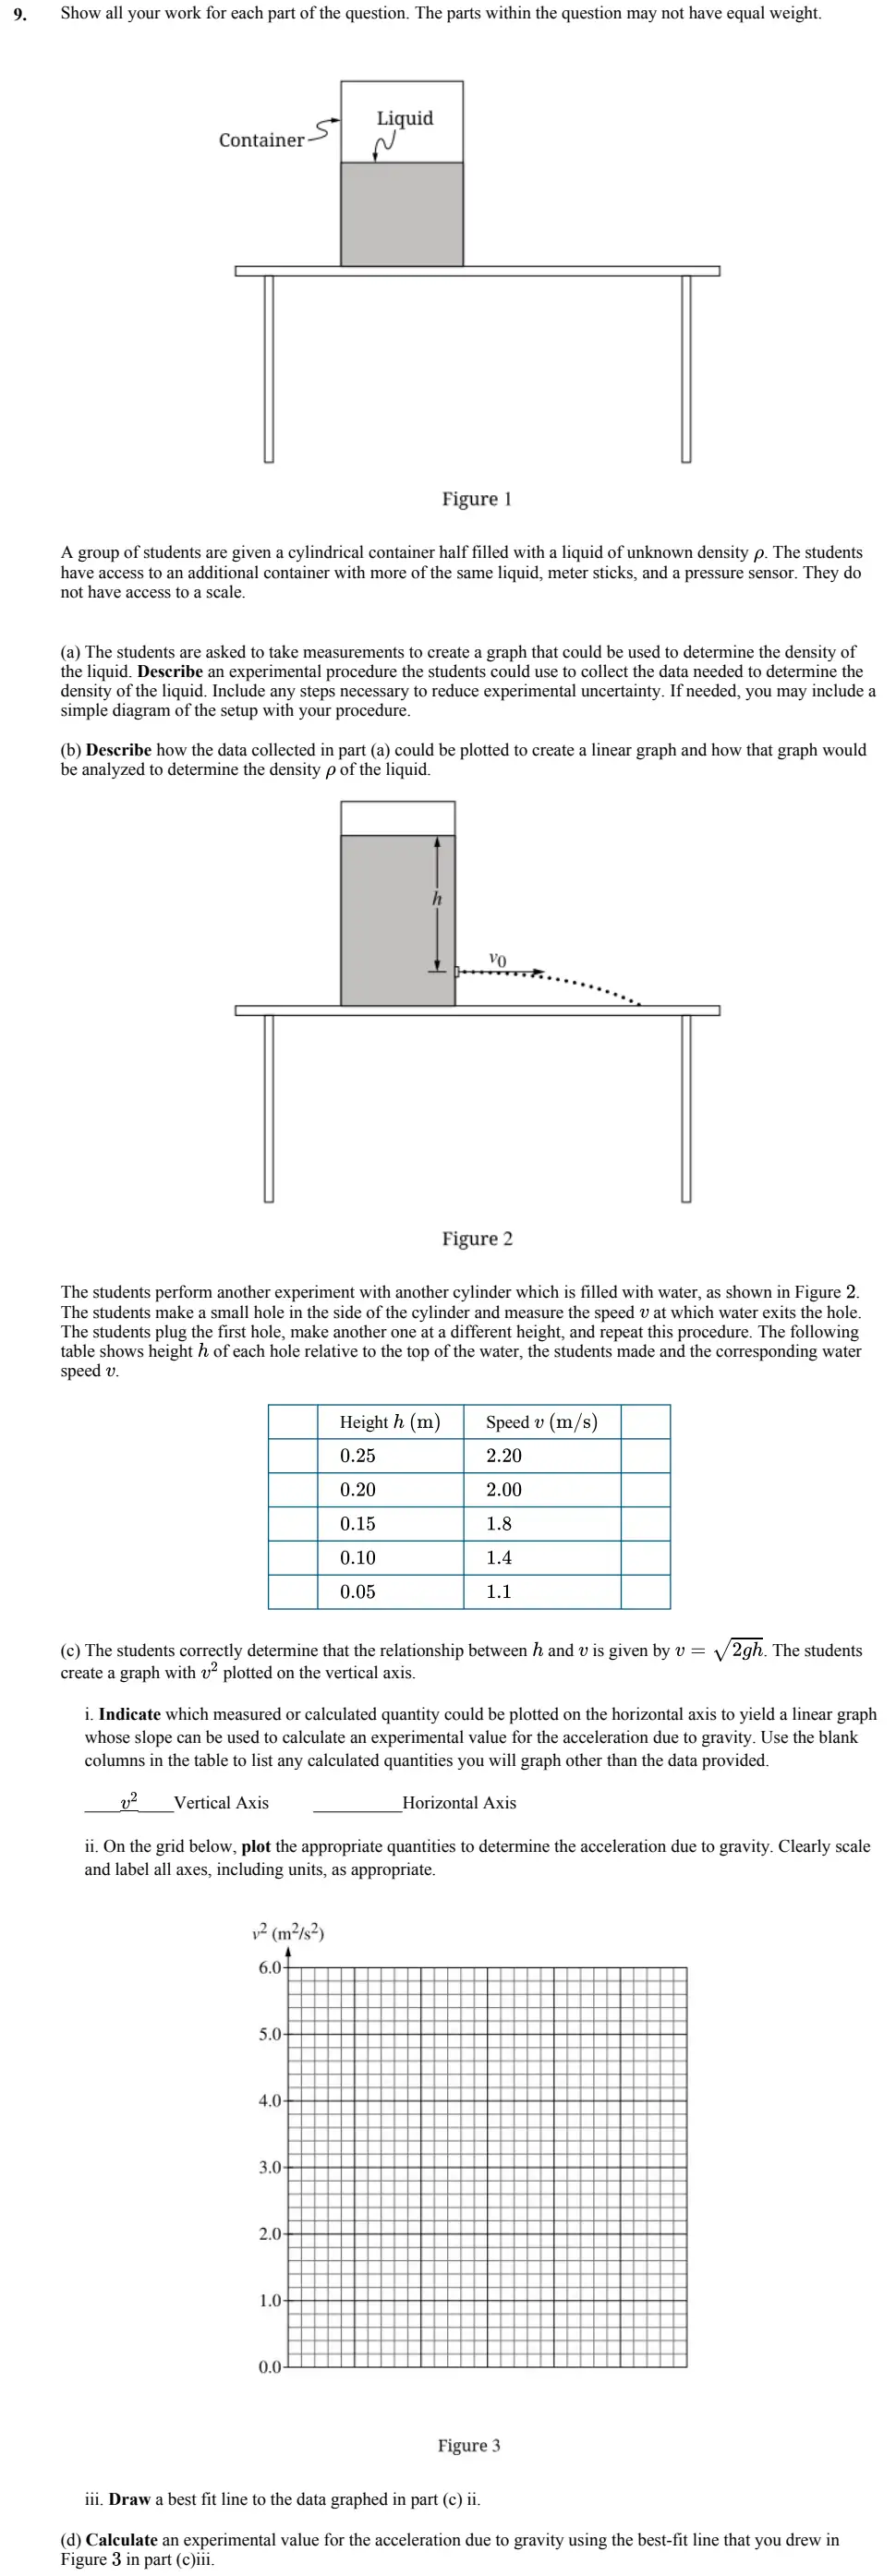 9. Show all your work for each part of the question. The parts within the question may not have equal weight.
Container
Liquid
Figure 1
A group of students are given a cylindrical container half filled with a liquid of unknown density ρ. The students
have access to an additional container with more of the same liquid, meter sticks, and a pressure sensor. They do
not have access to a scale.
(a) The students are asked to take measurements to create a graph that could be used to determine the density of
the liquid. Describe an experimental procedure the students could use to collect the data needed to determine the
density of the liquid. Include any steps necessary to reduce experimental uncertainty. If needed, you may include a
simple diagram of the setup with your procedure.
(b) Describe how the data collected in part (a) could be plotted to create a linear graph and how that graph would
be analyzed to determine the density ρ of the liquid.
h
v0
Figure 2
The students perform another experiment with another cylinder which is filled with water, as shown in Figure 2.
The students make a small hole in the side of the cylinder and measure the speed v at which water exits the hole.
The students plug the first hole, make another one at a different height, and repeat this procedure. The following
table shows height h of each hole relative to the top of the water, the students made and the corresponding water
speed v.
Height h (m) Speed v (m/s)
0.25 2.20
0.20 2.00
0.15 1.8
0.10 1.4
0.05 1.1
(c) The students correctly determine that the relationship between h and v is given by v = √2gh. The students
create a graph with v² plotted on the vertical axis.
i. Indicate which measured or calculated quantity could be plotted on the horizontal axis to yield a linear graph
whose slope can be used to calculate an experimental value for the acceleration due to gravity. Use the blank
columns in the table to list any calculated quantities you will graph other than the data provided.
____v²____Vertical Axis __________Horizontal Axis
ii. On the grid below, plot the appropriate quantities to determine the acceleration due to gravity. Clearly scale
and label all axes, including units, as appropriate.
v² (m²/s²)
6.0
5.0
4.0
3.0
2.0
1.0
0.0
Figure 3
iii. Draw a best fit line to the data graphed in part (c) ii.
(d) Calculate an experimental value for the acceleration due to gravity using the best-fit line that you drew in
Figure 3 in part (c)iii.